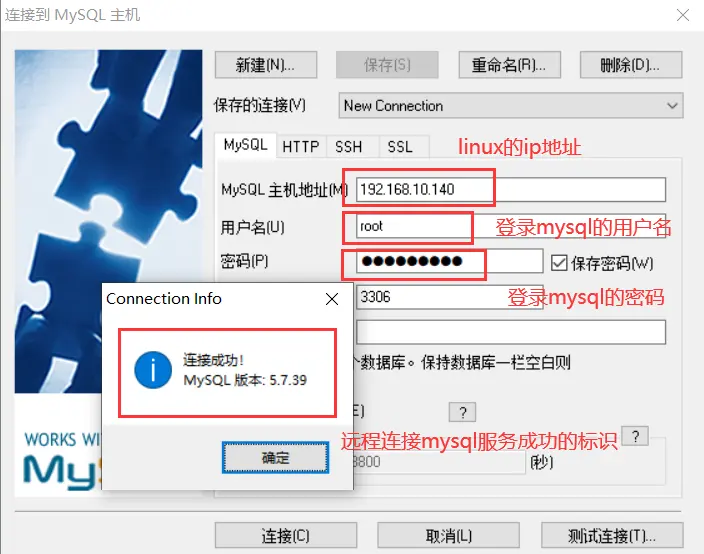 连接到 MySQL 主机
新建(N)...
保存(S)
重命名(R)...
删除(D)...
保存的连接(V)
New Connection
MySQL
HTTP
SSH
SSL
linux的ip地址
MySQL 主机地址(M)
192.168.10.140
用户名(U)
root
登录mysql的用户名
密码(P)
●●●●●●●●●
保存密码(W)
3306
登录mysql的密码
Connection Info
连接成功!
MySQL 版本: 5.7.39
确定
个数据库。保持数据库一栏空白则
E)
?
远程连接mysql服务成功的标识
?
8800
(秒)
WORKS WI
My
连接(C)
取消(L)
测试连接(T)...